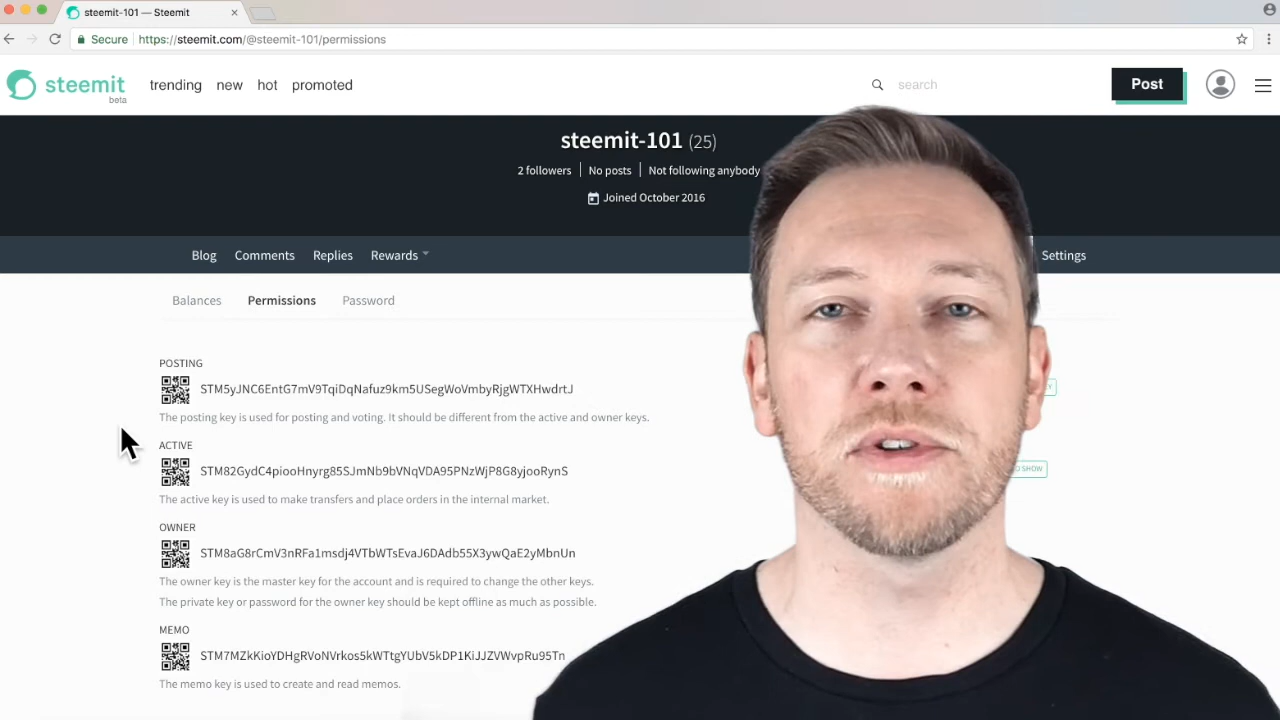 steemit-101 — Steemit
Secure https://steemit.com/@steemit-101/permissions
steemit
beta
trending new hot promoted
search
Post
steemit-101 (25)
2 followers No posts Not following anybody
Joined October 2016
Blog Comments Replies Rewards Settings
Balances Permissions Password
POSTING
STM5yJNC6EntG7mV9TqiDqNafuz9km5USegWoVmbyRjgWTXHwdrtJ
The posting key is used for posting and voting. It should be different from the active and owner keys.
ACTIVE
STM82GydC4piooHnyrg85SJmNb9bVNqVDA95PNzWjP8G8yjooRynS
SHOW
The active key is used to make transfers and place orders in the internal market.
OWNER
STM8aG8rCmV3nRFa1msdj4VTbWTsEvaJ6DAdb55X3ywQaE2yMbnUn
The owner key is the master key for the account and is required to change the other keys.
The private key or password for the owner key should be kept offline as much as possible.
MEMO
STM7MZkKioYDHgRVoNVrkos5kWTtgYUbV5kDP1KiJJZVWvpRu95Tn
The memo key is used to create and read memos.